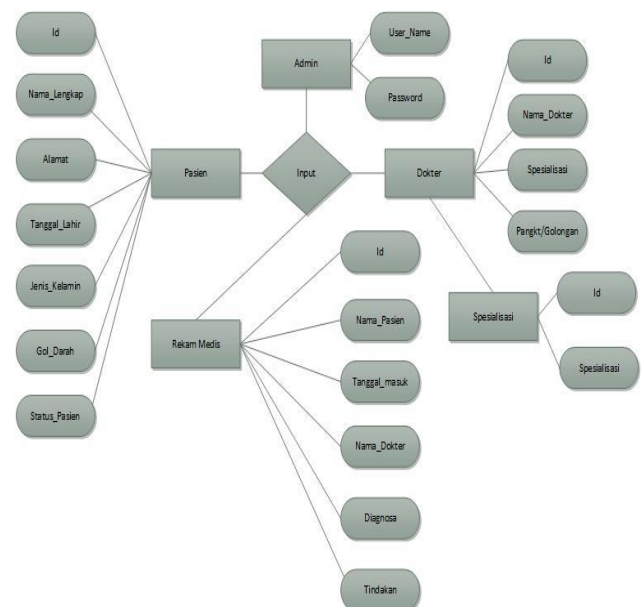 Id
Nama_Lengkap
Alamat
Tanggal_Lahir
Jenis_Kelamin
Gol_Darah
Status_Pasien
Pasien
Admin
User_Name
Password
Input
Dokter
Id
Nama_Dokter
Spesialisasi
Pangkt/Golongan
Spesialisasi
Id
Spesialisasi
Rekam Medis
Id
Nama_Pasien
Tanggal_masuk
Nama_Dokter
Diagnosa
Tindakan